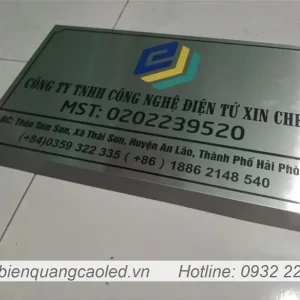 CÔNG TY TNHH CÔNG NGHỆ ĐIỆN TỬ XIN CHE
MST: 0202239520
ĐC: Thôn Tam Sơn, Xã Thái Sơn, Huyện An Lão, Thành Phố Hải Phò
(+84)0359 322 335 ( +86 ) 1886 2148 540
bienquangcaoled.vn Hotline: 0932 22